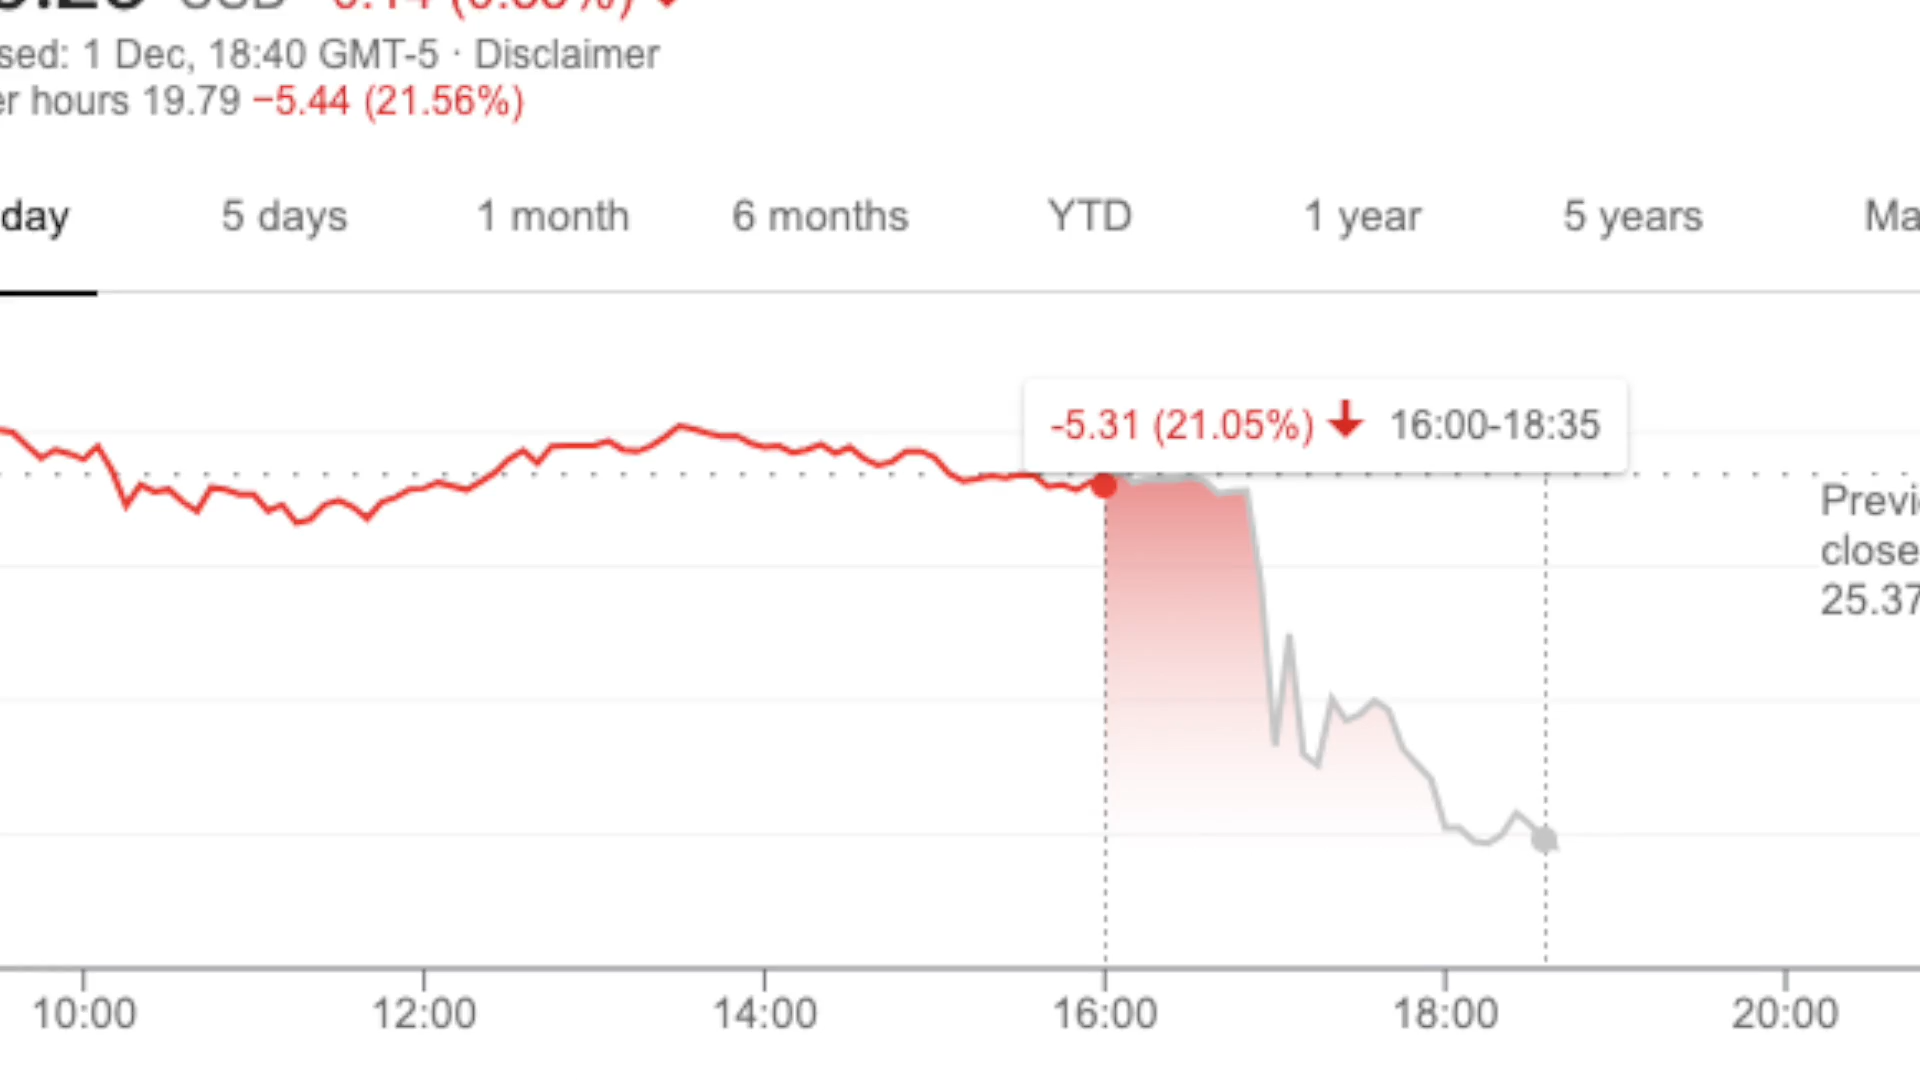 USD
sed: 1 Dec, 18:40 GMT-5 · Disclaimer
er hours 19.79 −5.44 (21.56%)
day 5 days 1 month 6 months YTD 1 year 5 years Ma
-5.31 (21.05%) 16:00-18:35
Previ
close
25.37
10:00 12:00 14:00 16:00 18:00 20:00